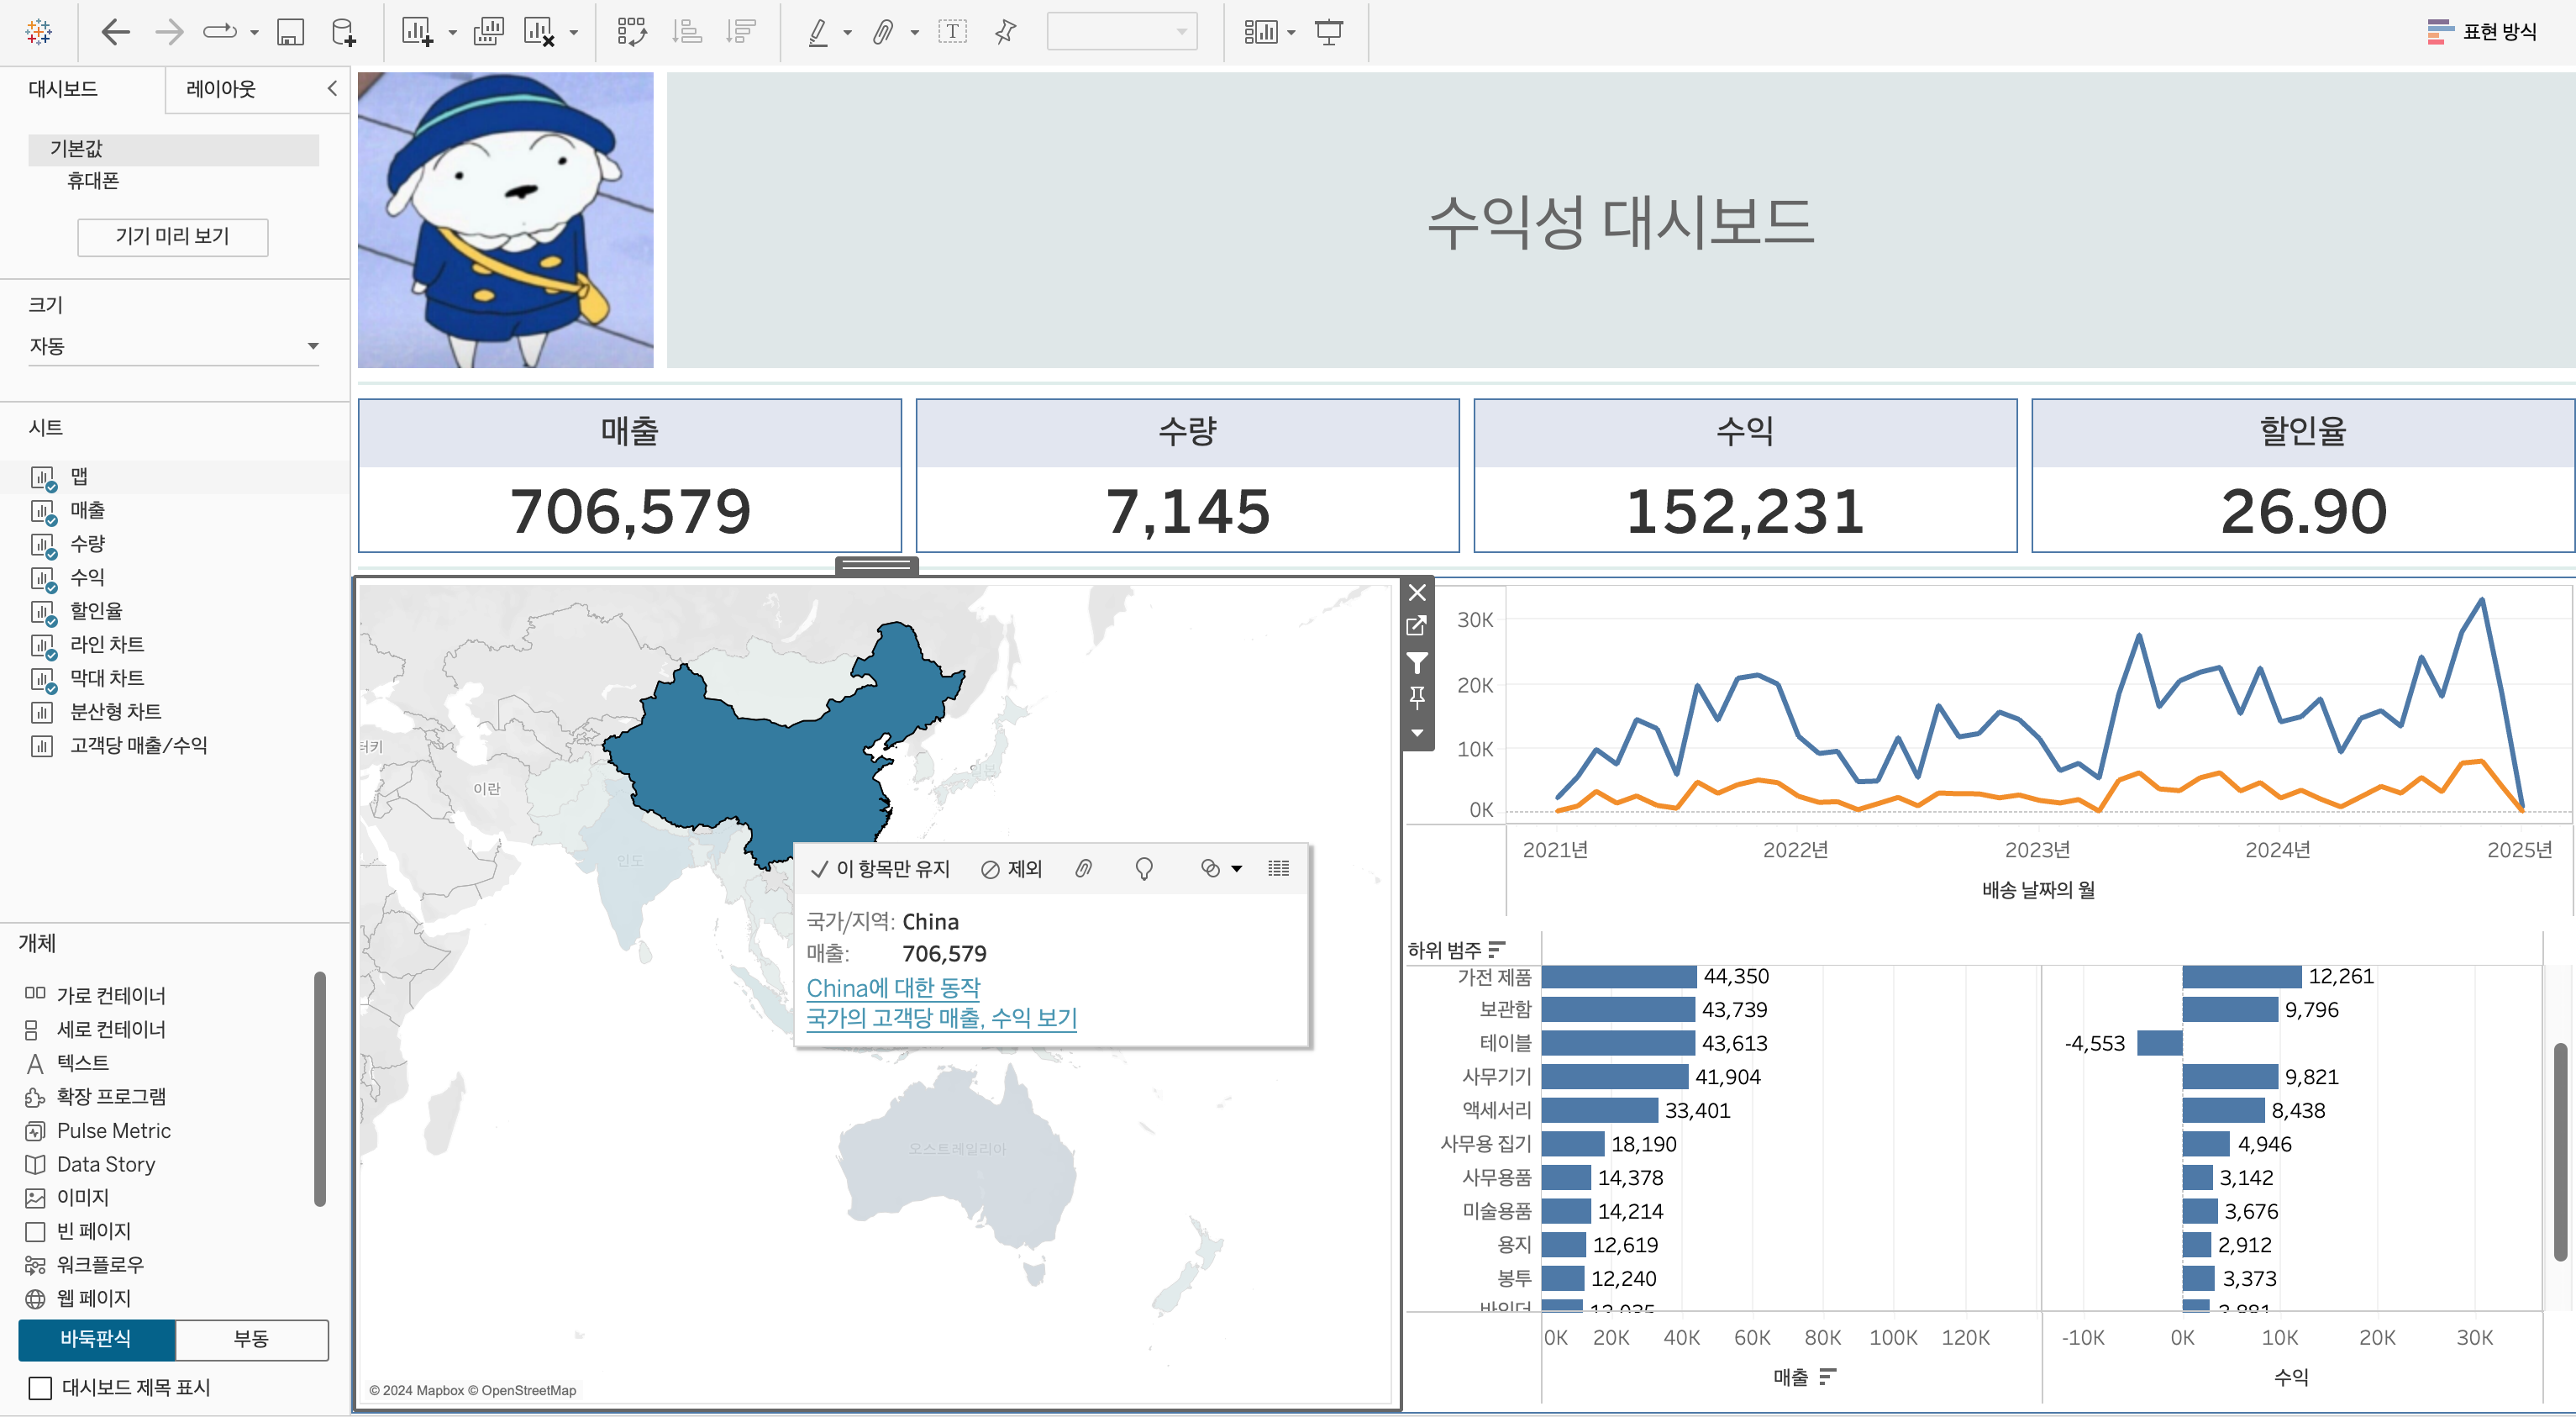 표현 방식
대시보드
레이아웃
기본값
휴대폰
기기 미리 보기
크기
자동
시트
맵
매출
수량
수익
할인율
라인 차트
막대 차트
분산형 차트
고객당 매출/수익
개체
가로 컨테이너
세로 컨테이너
텍스트
확장 프로그램
Pulse Metric
Data Story
이미지
빈 페이지
워크플로우
웹 페이지
바둑판식 부동
대시보드 제목 표시
수익성 대시보드
매출
706,579
수량
7,145
수익
152,231
할인율
26.90
이란
인도
오스트레일리아
이 항목만 유지 제외
국가/지역: China
매출: 706,579
China에 대한 동작
국가의 고객당 매출, 수익 보기
© 2024 Mapbox © OpenStreetMap
30K
20K
10K
0K
2021년 2022년 2023년 2024년 2025년
배송 날짜의 월
하위 범주
가전 제품 44,350 12,261
보관함 43,739 9,796
테이블 43,613 -4,553
사무기기 41,904 9,821
액세서리 33,401 8,438
사무용 집기 18,190 4,946
사무용품 14,378 3,142
미술용품 14,214 3,676
용지 12,619 2,912
봉투 12,240 3,373
0K 20K 40K 60K 80K 100K 120K -10K 0K 10K 20K 30K
매출 수익